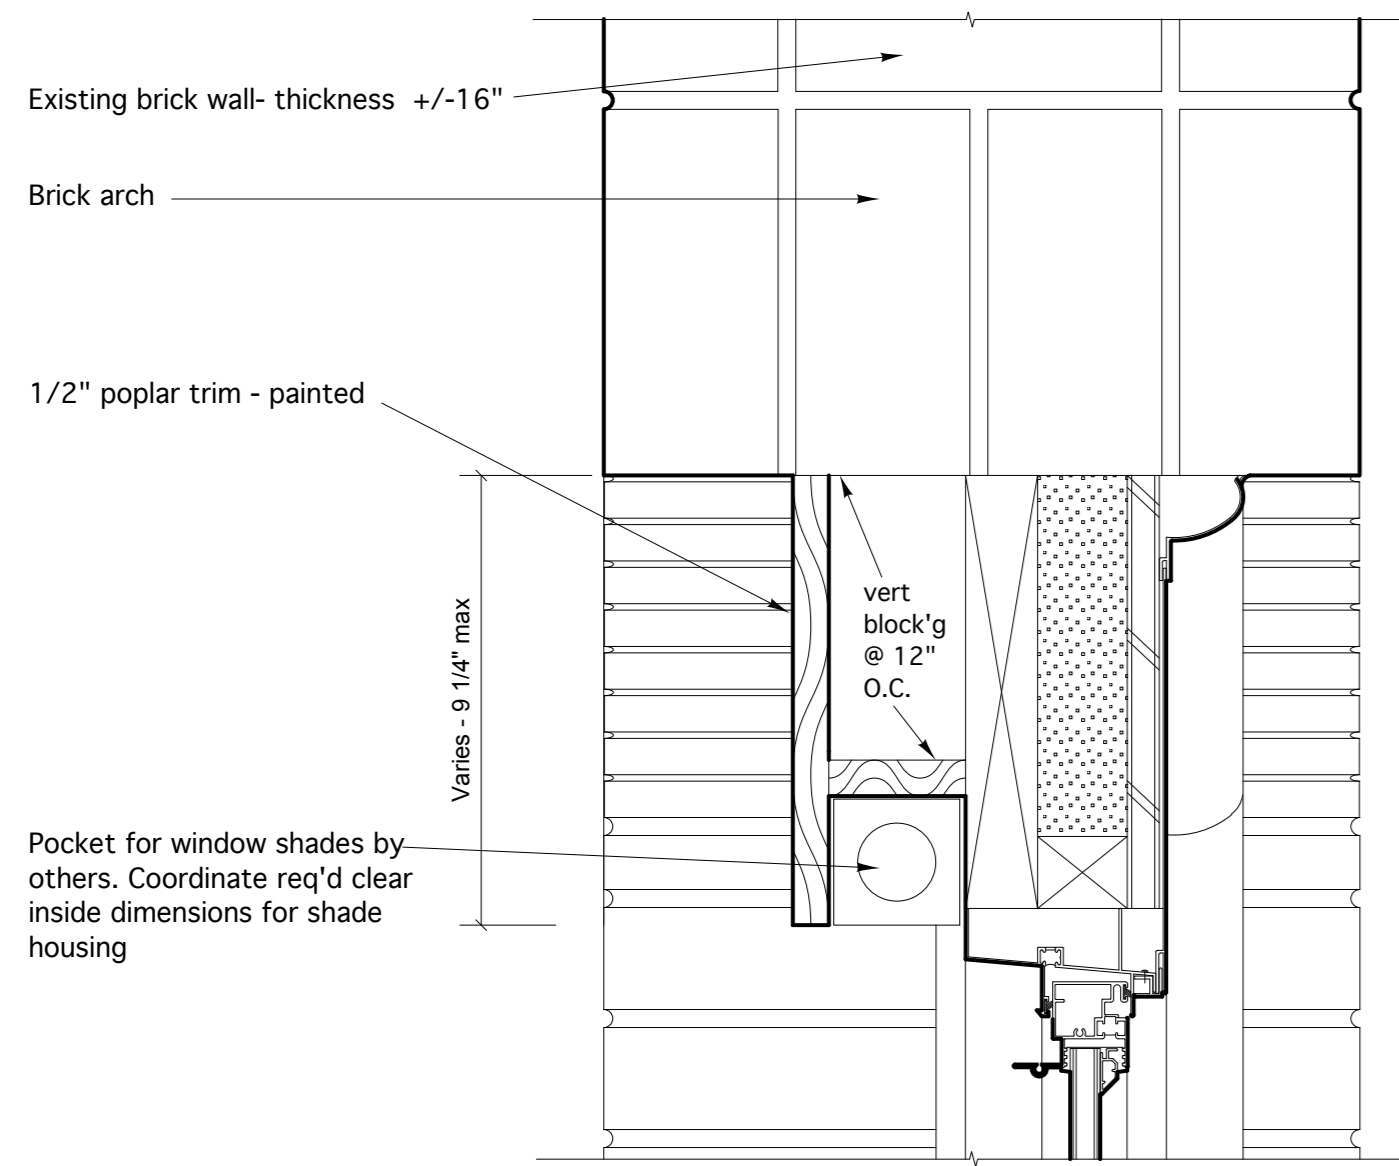 Existing brick wall- thickness +/-16"
Brick arch
1/2" poplar trim - painted
vert
block'g
@ 12"
O.C.
Varies - 9 1/4" max
Pocket for window shades by
others. Coordinate req'd clear
inside dimensions for shade
housing